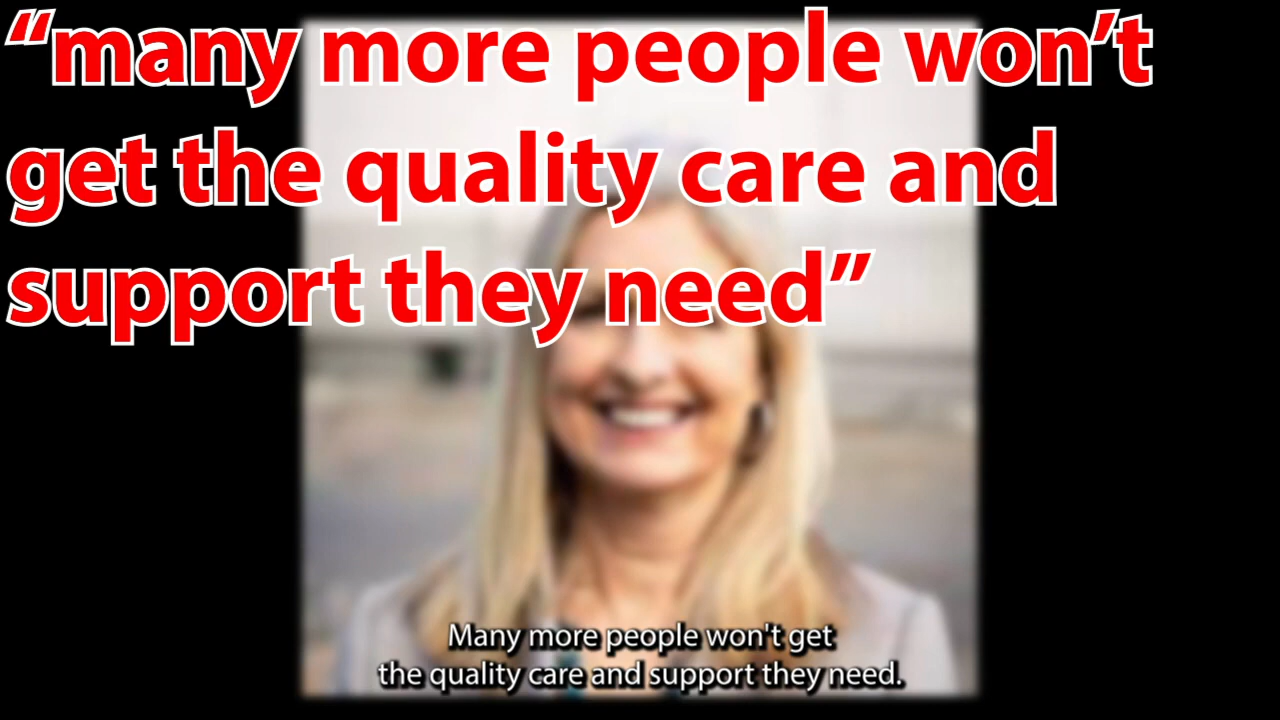 “many more people won’t
get the quality care and
support they need”
Many more people won't get
the quality care and support they need.